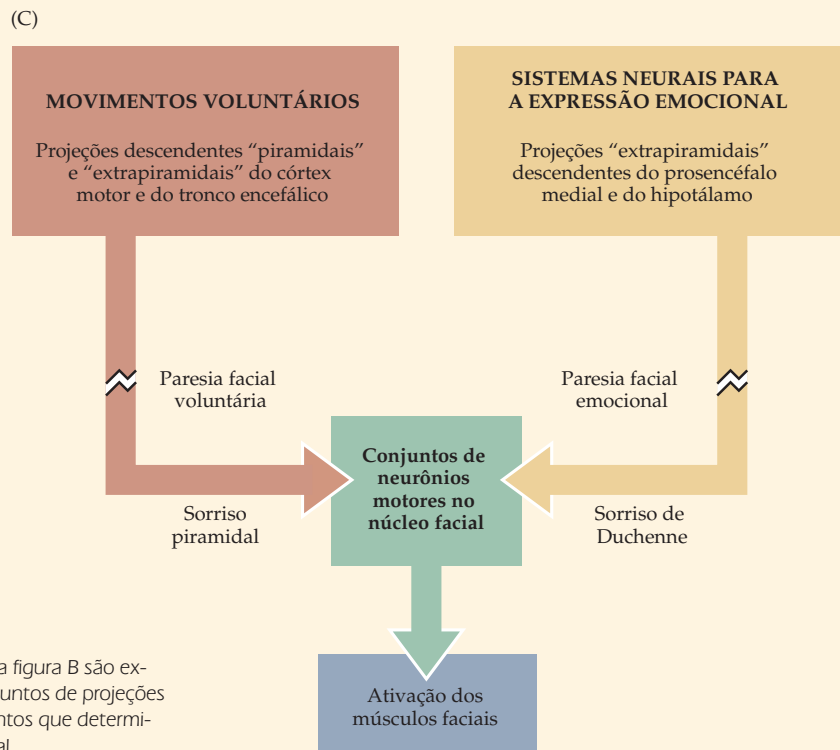 (C)
MOVIMENTOS VOLUNTÁRIOS
Projeções descendentes “piramidais”
e “extrapiramidais” do córtex
motor e do tronco encefálico
SISTEMAS NEURAIS PARA
A EXPRESSÃO EMOCIONAL
Projeções “extrapiramidais”
descendentes do prosencéfalo
medial e do hipotálamo
Paresia facial
voluntária
Paresia facial
emocional
Conjuntos de
neurônios
motores no
núcleo facial
Sorriso
piramidal
Sorriso de
Duchenne
Ativação dos
músculos faciais
a figura B são ex-
untos de projeções
ntos que determi-